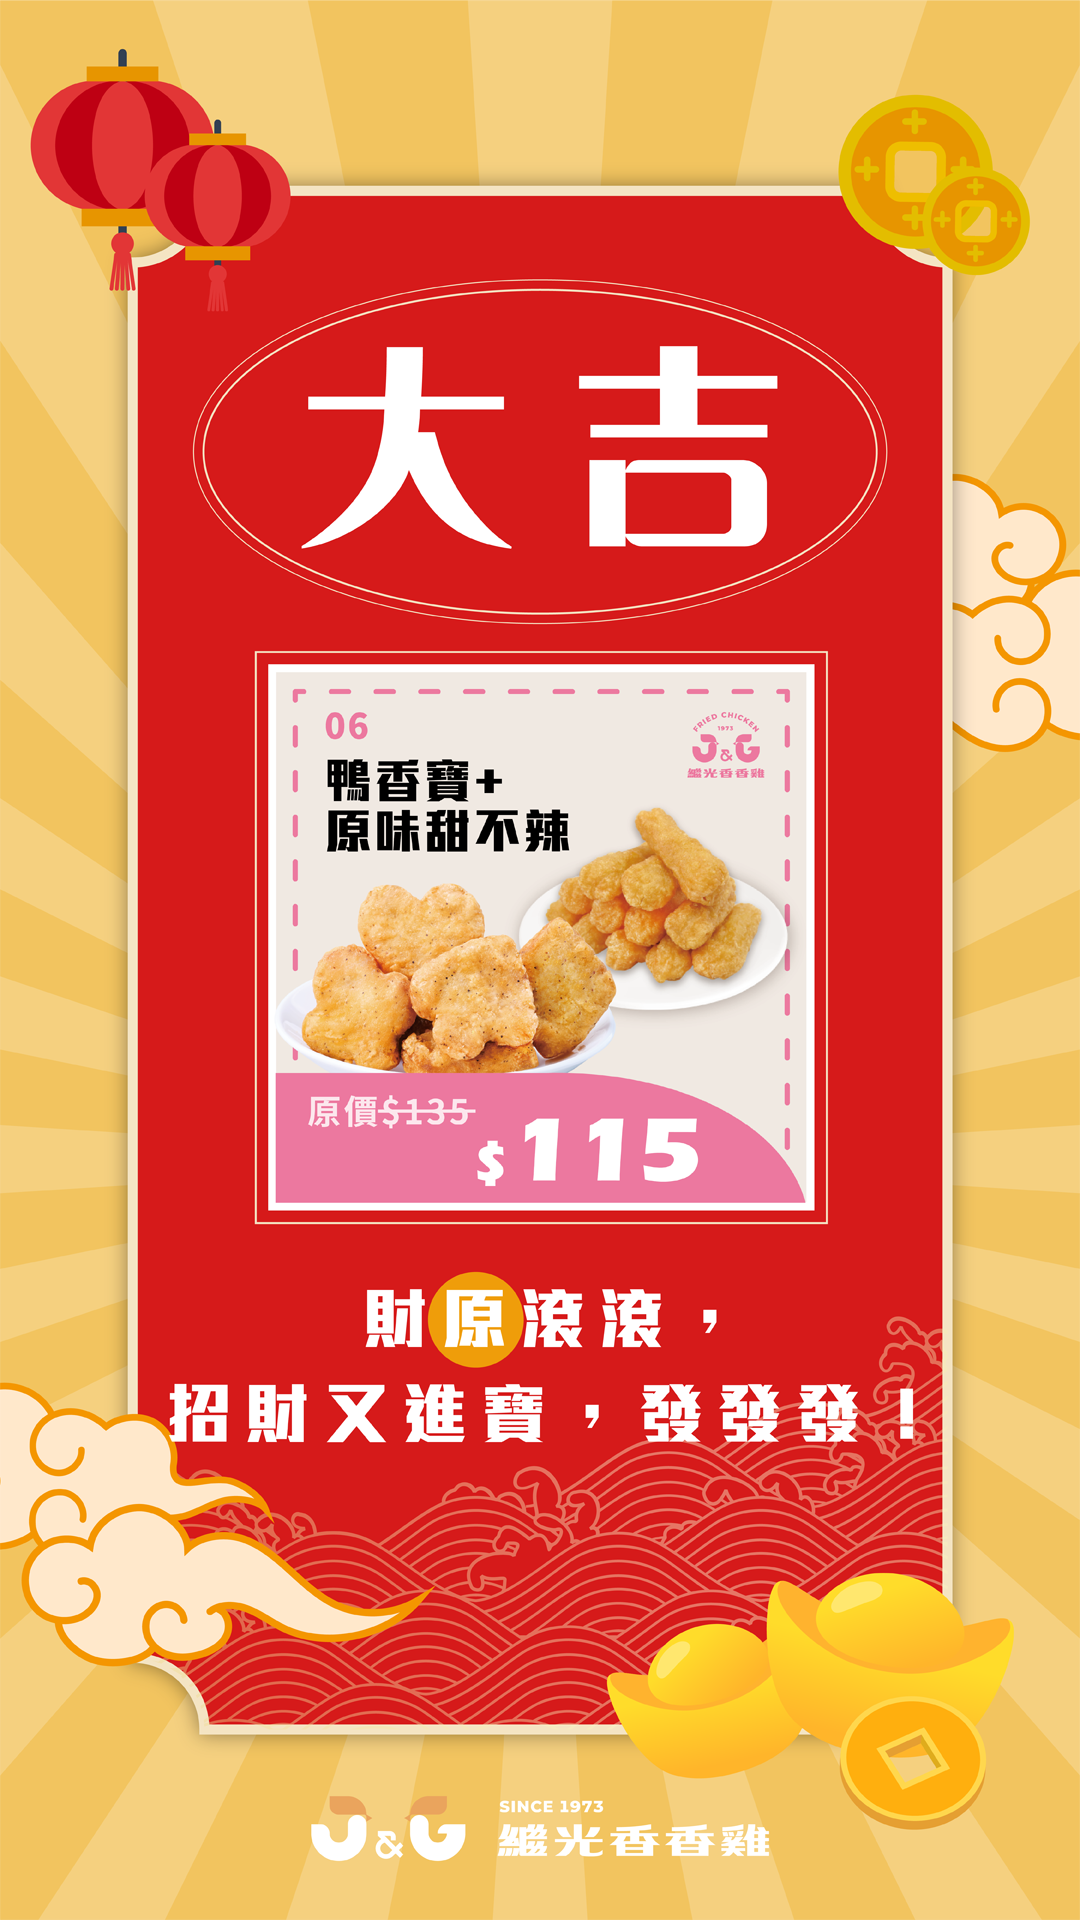 大吉
06
鴨香寶+
原味甜不辣
FRIED CHICKEN
1973
J&G
繼光香香雞
原價$135
$115
財原滾滾，
招財又進寶，發發發！
J&G
SINCE 1973
繼光香香雞